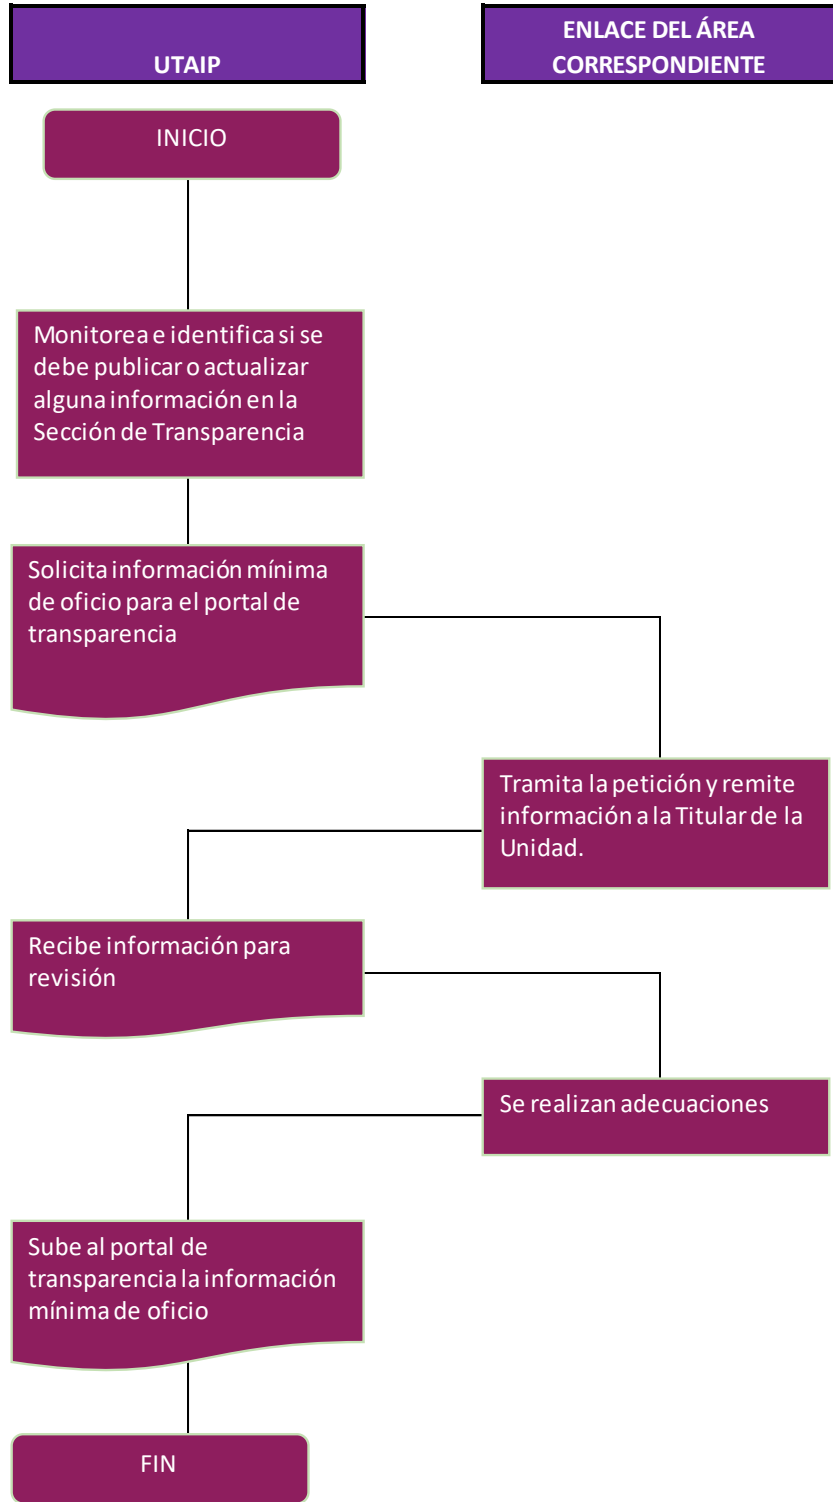 UTAIP
ENLACE DEL ÁREA
CORRESPONDIENTE
INICIO
Monitorea e identifica si se
debe publicar o actualizar
alguna información en la
Sección de Transparencia
Solicita información mínima
de oficio para el portal de
transparencia
Tramita la petición y remite
información a la Titular de la
Unidad.
Recibe información para
revisión
Se realizan adecuaciones
Sube al portal de
transparencia la información
mínima de oficio
FIN